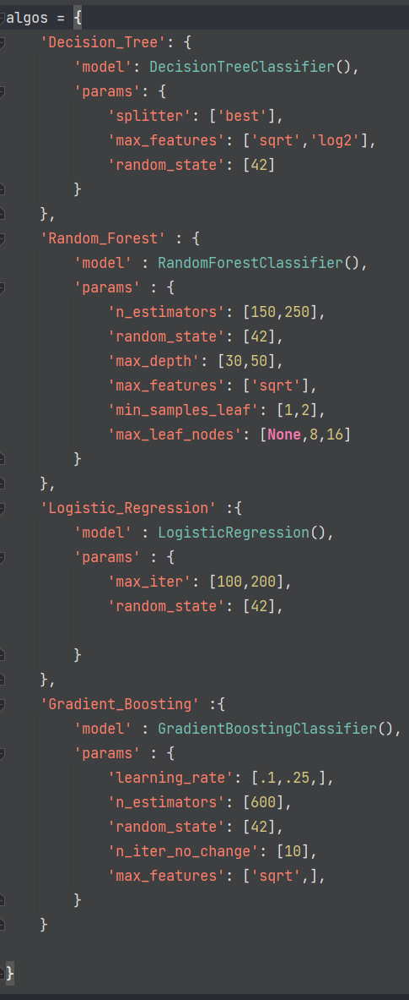 algos = {
    'Decision_Tree': {
        'model': DecisionTreeClassifier(),
        'params': {
            'splitter': ['best'],
            'max_features': ['sqrt','log2'],
            'random_state': [42]
        }
    },
    'Random_Forest' : {
        'model' : RandomForestClassifier(),
        'params' : {
            'n_estimators': [150,250],
            'random_state': [42],
            'max_depth': [30,50],
            'max_features': ['sqrt'],
            'min_samples_leaf': [1,2],
            'max_leaf_nodes': [None,8,16]
        }
    },
    'Logistic_Regression' :{
        'model' : LogisticRegression(),
        'params' : {
            'max_iter': [100,200],
            'random_state': [42],
        }
    },
    'Gradient_Boosting' :{
        'model' : GradientBoostingClassifier(),
        'params' : {
            'learning_rate': [.1,.25,],
            'n_estimators': [600],
            'random_state': [42],
            'n_iter_no_change': [10],
            'max_features': ['sqrt',],
        }
    }
}